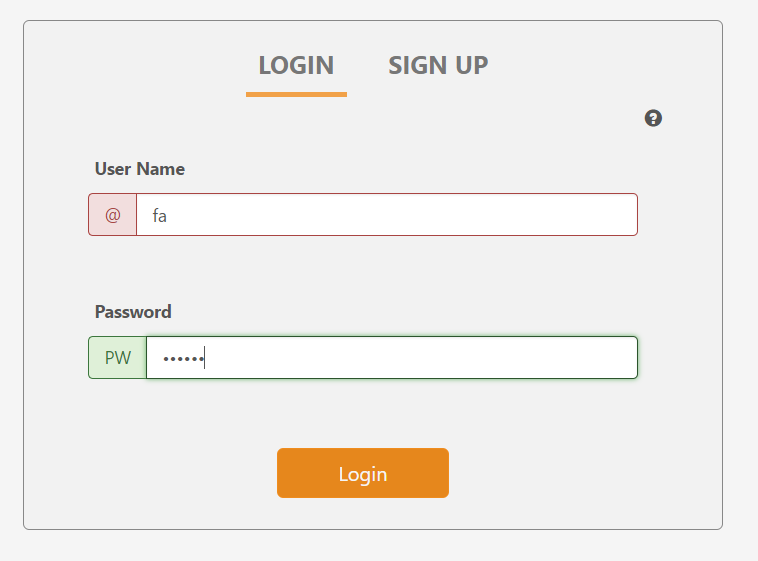 LOGIN SIGN UP
?
User Name
@ fa
Password
PW ••••••
Login